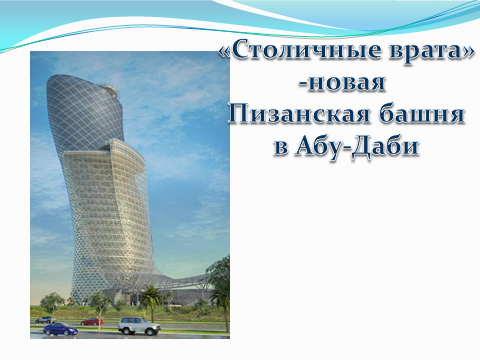 «Столичные врата»
-новая
Пизанская башня
в Абу-Даби